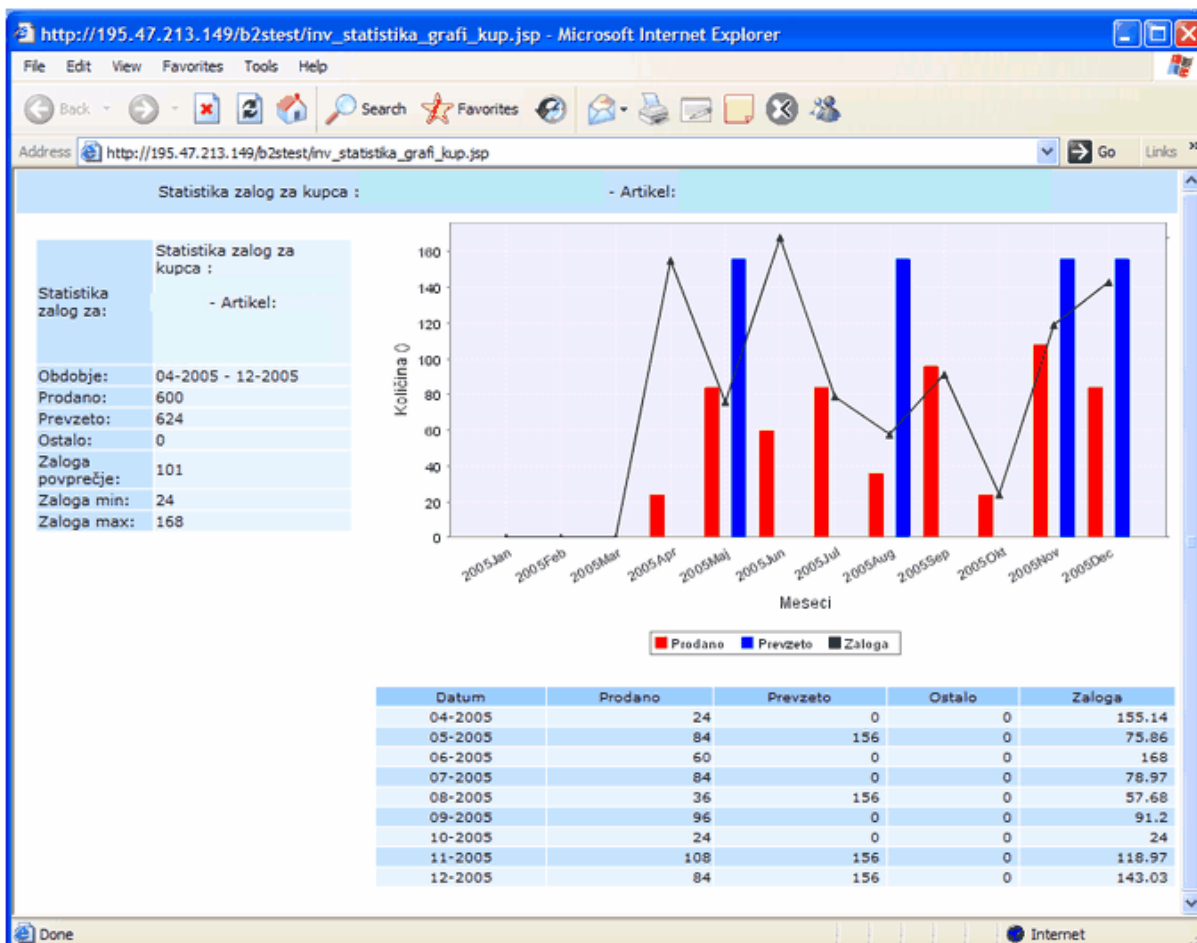 http://195.47.213.149/b2stest/inv_statistika_grafi_kup.jsp - Microsoft Internet Explorer
File Edit View Favorites Tools Help
Back Search Favorites
Address http://195.47.213.149/b2stest/inv_statistika_grafi_kup.jsp Go Links »
Statistika zalog za kupca : - Artikel:
Statistika zalog za:
Statistika zalog za
kupca :
- Artikel:
Obdobje: 04-2005 - 12-2005
Prodano: 600
Prevzeto: 624
Ostalo: 0
Zaloga povprečje: 101
Zaloga min: 24
Zaloga max: 168
Količina ()
160
140
120
100
80
60
40
20
0
2005Jan 2005Feb 2005Mar 2005Apr 2005Maj 2005Jun 2005Jul 2005Aug 2005Sep 2005Okt 2005Nov 2005Dec
Meseci
Prodano Prevzeto Zaloga
Datum Prodano Prevzeto Ostalo Zaloga
04-2005 24 0 0 155.14
05-2005 84 156 0 75.86
06-2005 60 0 0 168
07-2005 84 0 0 78.97
08-2005 36 156 0 57.68
09-2005 96 0 0 91.2
10-2005 24 0 0 24
11-2005 108 156 0 118.97
12-2005 84 156 0 143.03
Done Internet